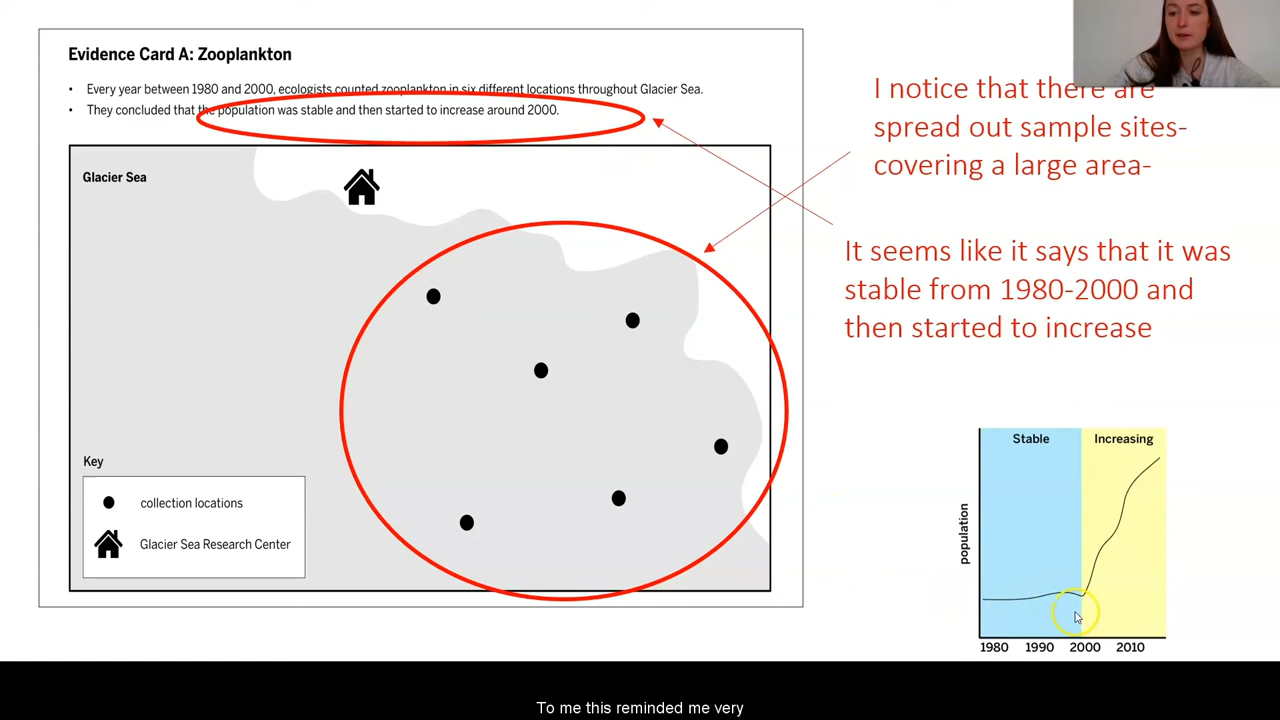 Evidence Card A: Zooplankton
• Every year between 1980 and 2000, ecologists counted zooplankton in six different locations throughout Glacier Sea.
• They concluded that the population was stable and then started to increase around 2000.
Glacier Sea
Key
collection locations
Glacier Sea Research Center
I notice that there are
spread out sample sites-
covering a large area-
It seems like it says that it was
stable from 1980-2000 and
then started to increase
Stable Increasing
population
1980 1990 2000 2010
To me this reminded me very